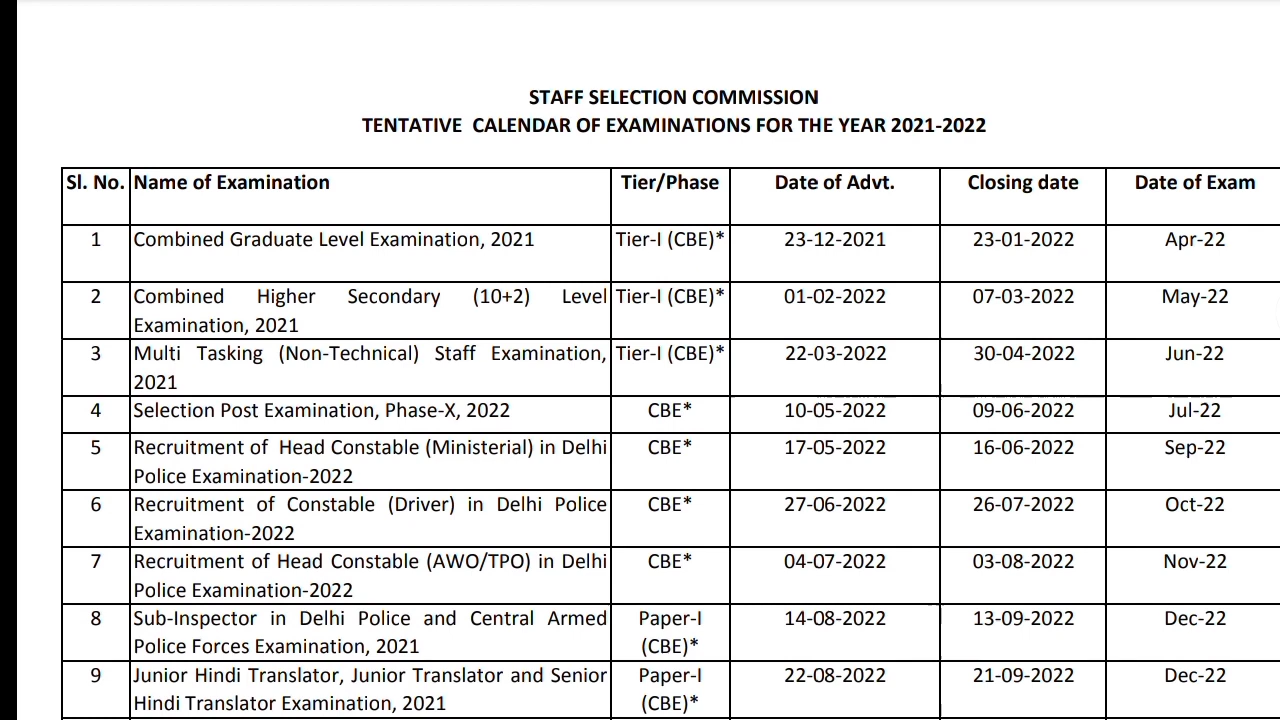 STAFF SELECTION COMMISSION
TENTATIVE CALENDAR OF EXAMINATIONS FOR THE YEAR 2021-2022
Sl. No. Name of Examination Tier/Phase Date of Advt. Closing date Date of Exam
1 Combined Graduate Level Examination, 2021 Tier-I (CBE)* 23-12-2021 23-01-2022 Apr-22
2 Combined Higher Secondary (10+2) Level Tier-I (CBE)* 01-02-2022 07-03-2022 May-22
Examination, 2021
3 Multi Tasking (Non-Technical) Staff Examination, Tier-I (CBE)* 22-03-2022 30-04-2022 Jun-22
2021
4 Selection Post Examination, Phase-X, 2022 CBE* 10-05-2022 09-06-2022 Jul-22
5 Recruitment of Head Constable (Ministerial) in Delhi CBE* 17-05-2022 16-06-2022 Sep-22
Police Examination-2022
6 Recruitment of Constable (Driver) in Delhi Police CBE* 27-06-2022 26-07-2022 Oct-22
Examination-2022
7 Recruitment of Head Constable (AWO/TPO) in Delhi CBE* 04-07-2022 03-08-2022 Nov-22
Police Examination-2022
8 Sub-Inspector in Delhi Police and Central Armed Paper-I 14-08-2022 13-09-2022 Dec-22
Police Forces Examination, 2021 (CBE)*
9 Junior Hindi Translator, Junior Translator and Senior Paper-I 22-08-2022 21-09-2022 Dec-22
Hindi Translator Examination, 2021 (CBE)*